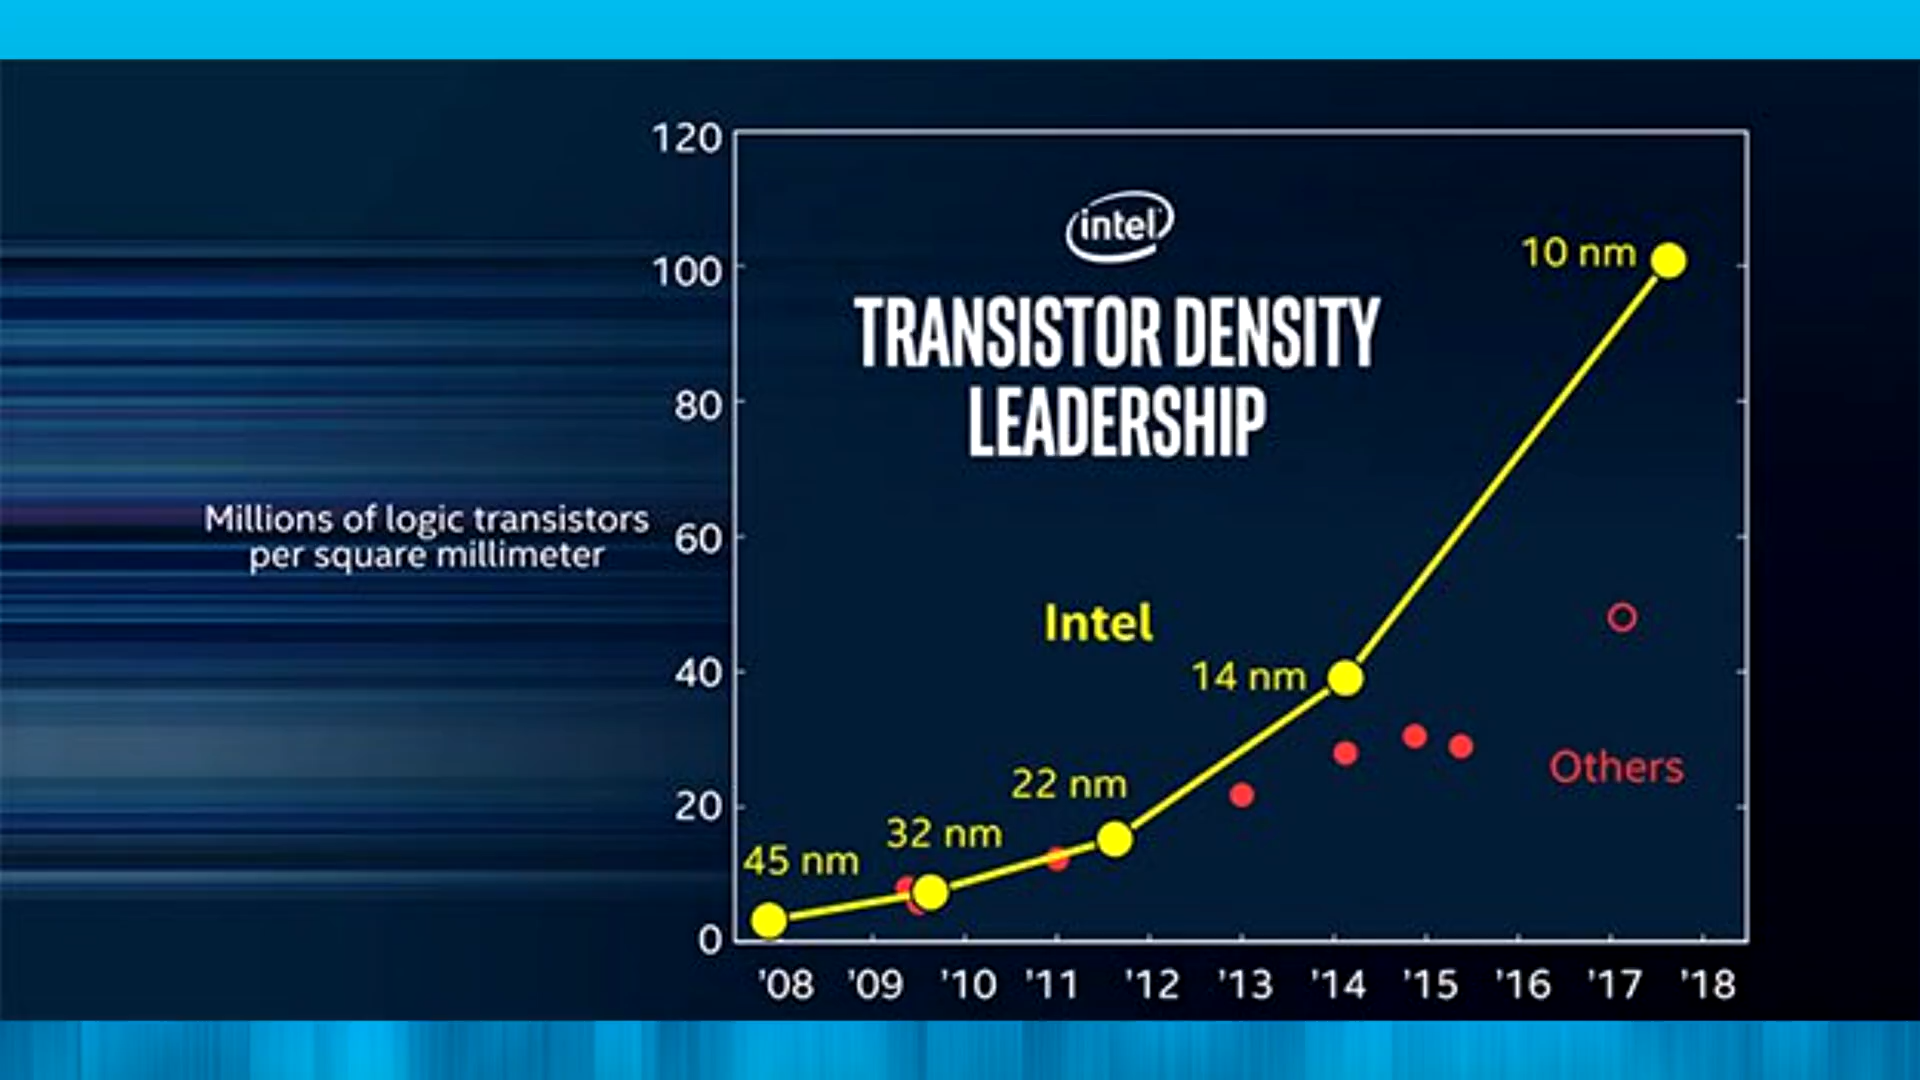 120
100
80
60
40
20
0
Millions of logic transistors
per square millimeter
intel
TRANSISTOR DENSITY
LEADERSHIP
10 nm
Intel
14 nm
22 nm
32 nm
45 nm
Others
'08 '09 '10 '11 '12 '13 '14 '15 '16 '17 '18